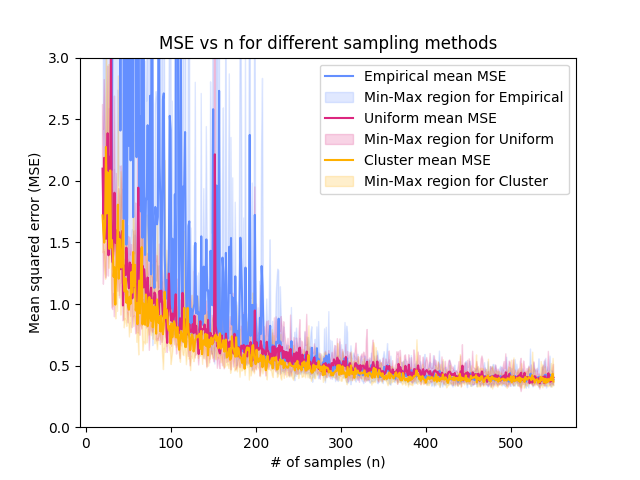 MSE vs n for different sampling methods
Mean squared error (MSE)
3.0
2.5
2.0
1.5
1.0
0.5
0.0
Empirical mean MSE
Min-Max region for Empirical
Uniform mean MSE
Min-Max region for Uniform
Cluster mean MSE
Min-Max region for Cluster
0 100 200 300 400 500
# of samples (n)